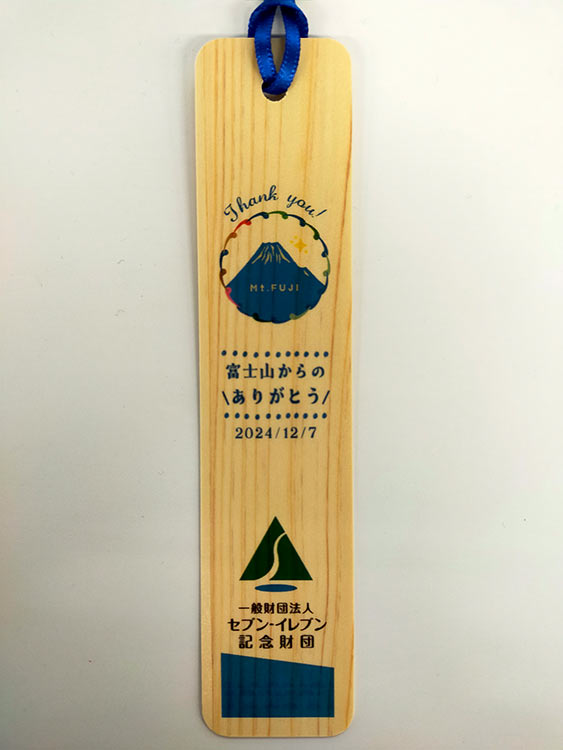 Thank you!
Mt.FUJI
富士山からの
\ありがとう/
2024/12/7
一般財団法人
セブン-イレブン
記念財団